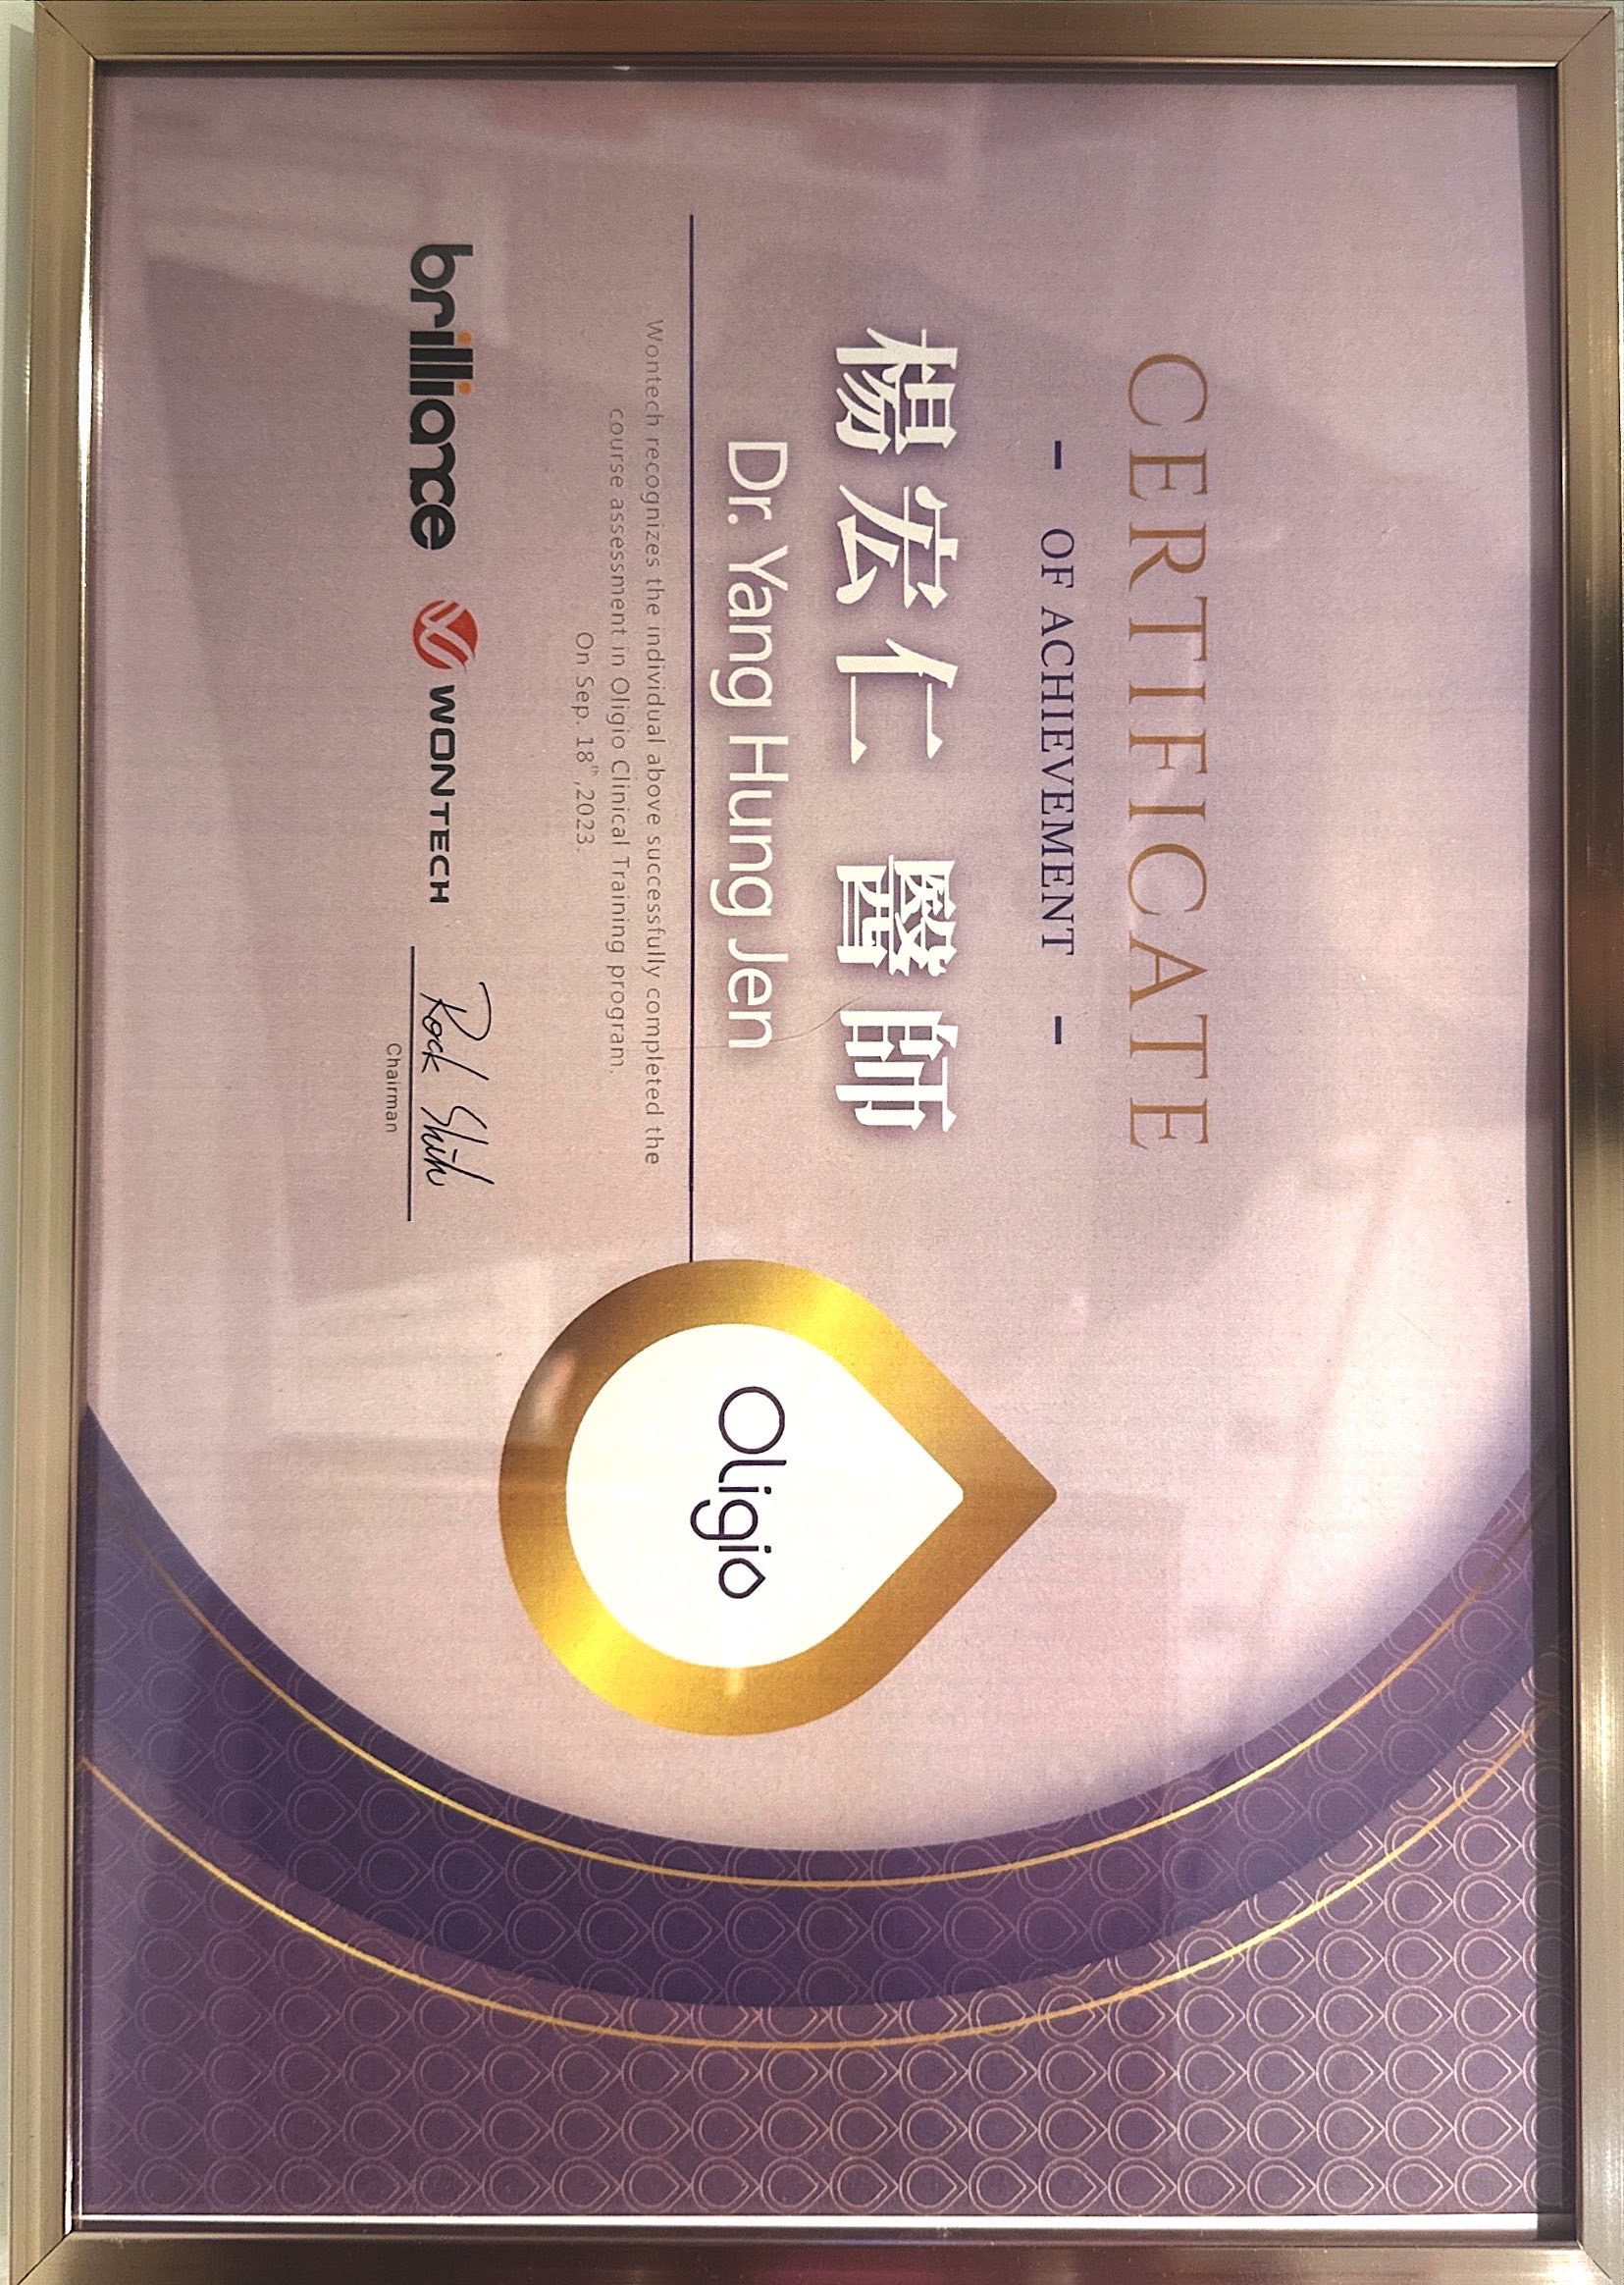 CERTIFICATE
- OF ACHIEVEMENT -
楊宏仁 醫師
Dr. Yang Hung Jen
Wontech recognizes the individual above successfully completed the
course assessment in Oligio Clinical Training program.
On Sep. 18th ,2023.
brilliance WONTECH Rock Shih
Chairman
Oligio